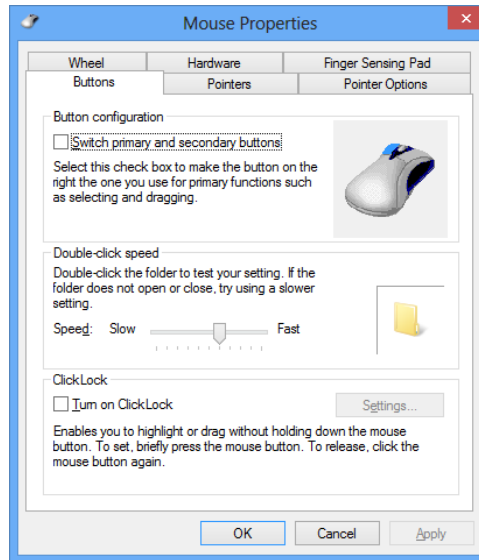 Mouse Properties
Wheel Hardware Finger Sensing Pad
Buttons Pointers Pointer Options
Button configuration
Switch primary and secondary buttons
Select this check box to make the button on the
right the one you use for primary functions such
as selecting and dragging.
Double-click speed
Double-click the folder to test your setting. If the
folder does not open or close, try using a slower
setting.
Speed: Slow Fast
ClickLock
Turn on ClickLock Settings...
Enables you to highlight or drag without holding down the mouse
button. To set, briefly press the mouse button. To release, click the
mouse button again.
OK Cancel Apply